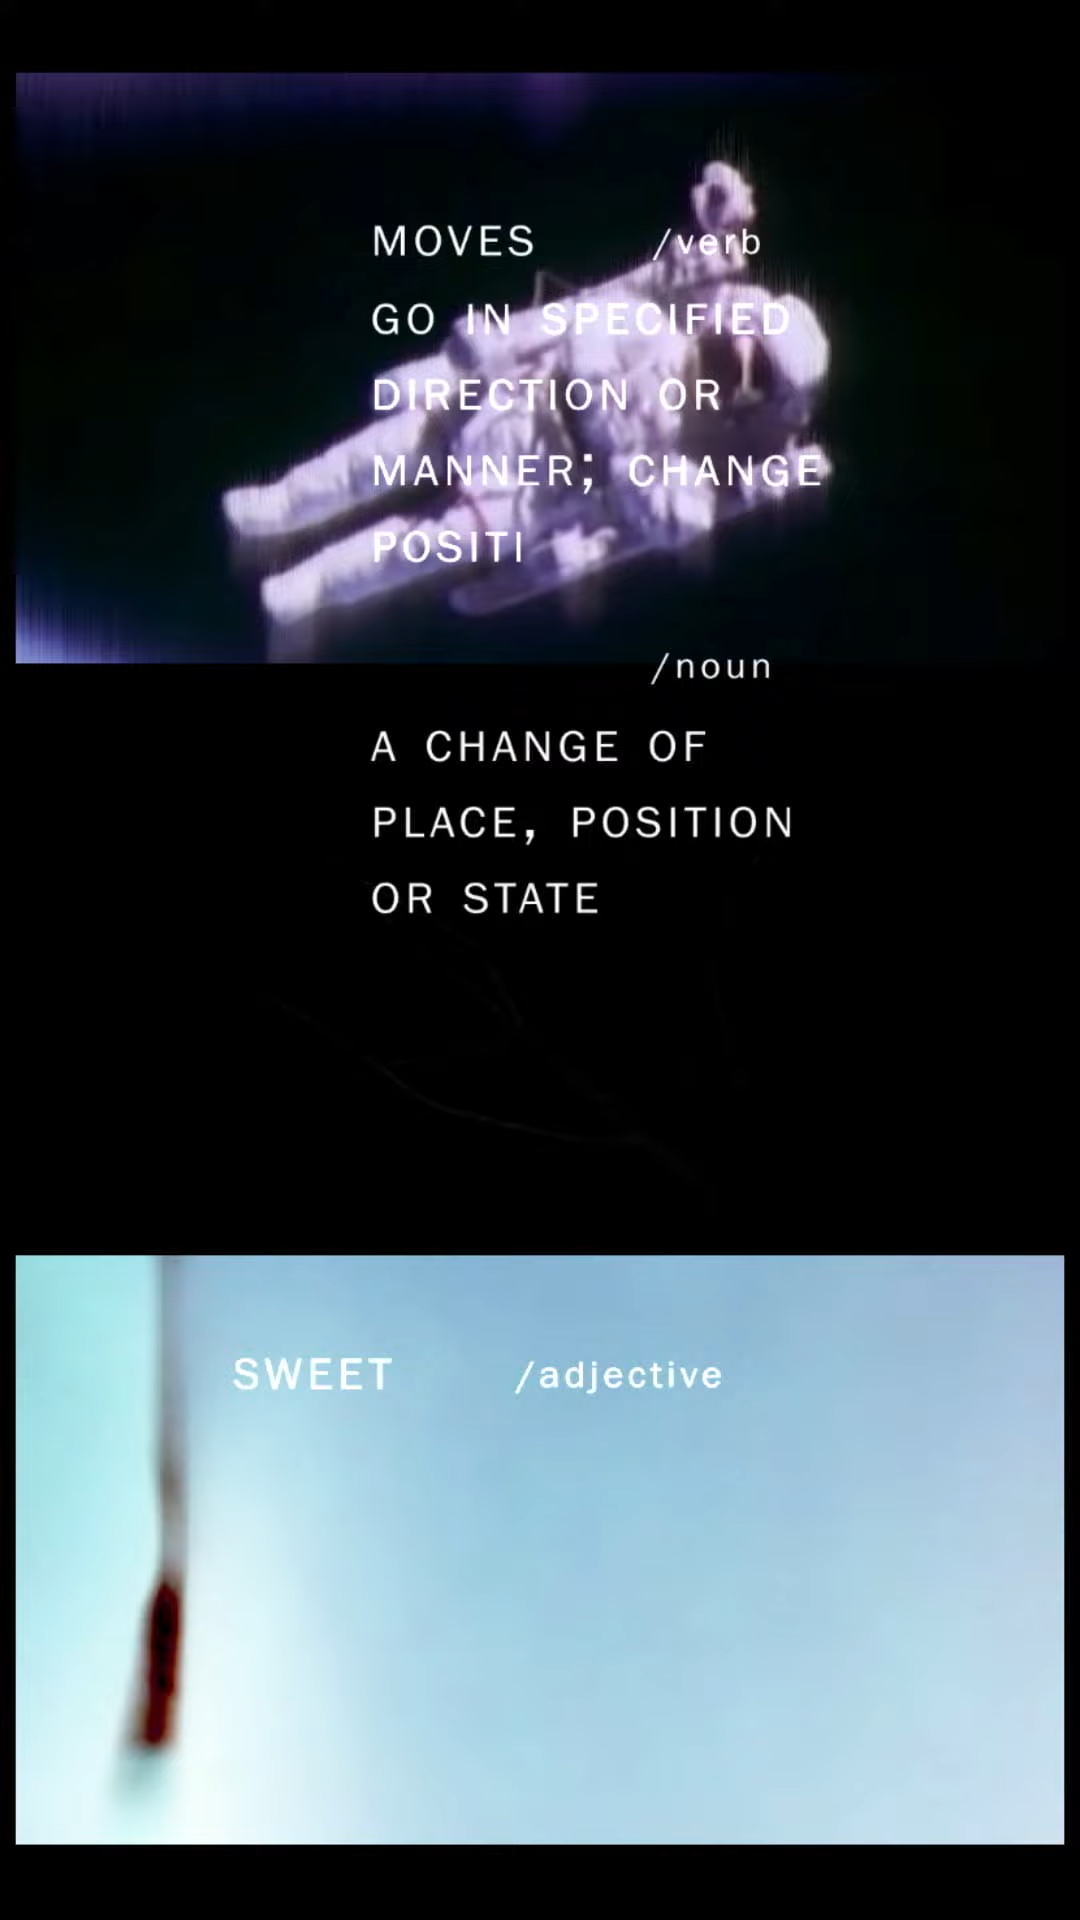 MOVES /verb
GO IN SPECIFIED
DIRECTION OR
MANNER; CHANGE
POSITI
/noun
A CHANGE OF
PLACE, POSITION
OR STATE
SWEET /adjective